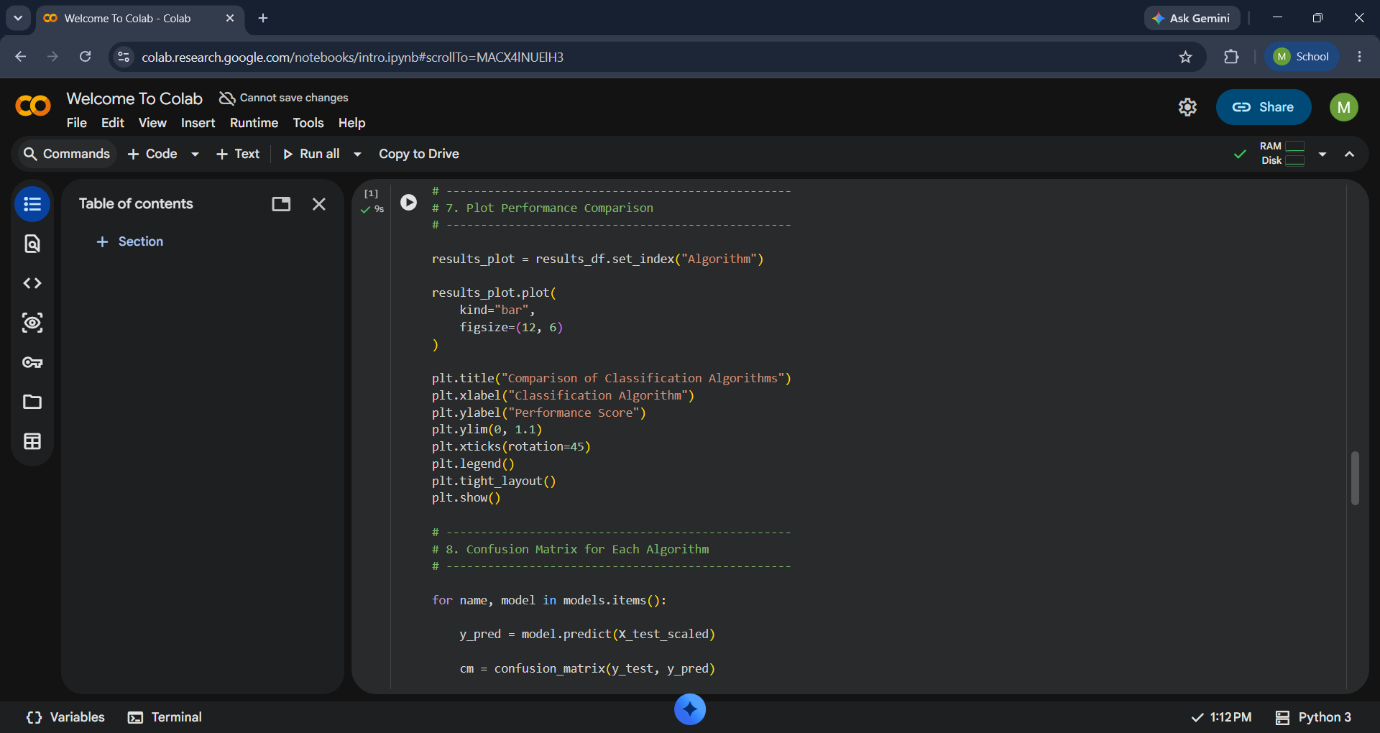 Welcome To Colab - Colab
Ask Gemini
colab.research.google.com/notebooks/intro.ipynb#scrollTo=MACX4lNUElH3
M School
Welcome To Colab
Cannot save changes
File Edit View Insert Runtime Tools Help
Share
M
Commands + Code + Text Run all Copy to Drive
RAM
Disk
Table of contents
+ Section
[1]
9s
# --------------------------------------------------
# 7. Plot Performance Comparison
# --------------------------------------------------
results_plot = results_df.set_index("Algorithm")
results_plot.plot(
    kind="bar",
    figsize=(12, 6)
)
plt.title("Comparison of Classification Algorithms")
plt.xlabel("Classification Algorithm")
plt.ylabel("Performance Score")
plt.ylim(0, 1.1)
plt.xticks(rotation=45)
plt.legend()
plt.tight_layout()
plt.show()
# --------------------------------------------------
# 8. Confusion Matrix for Each Algorithm
# --------------------------------------------------
for name, model in models.items():
    y_pred = model.predict(X_test_scaled)
    cm = confusion_matrix(y_test, y_pred)
{} Variables
Terminal
1:12 PM
Python 3